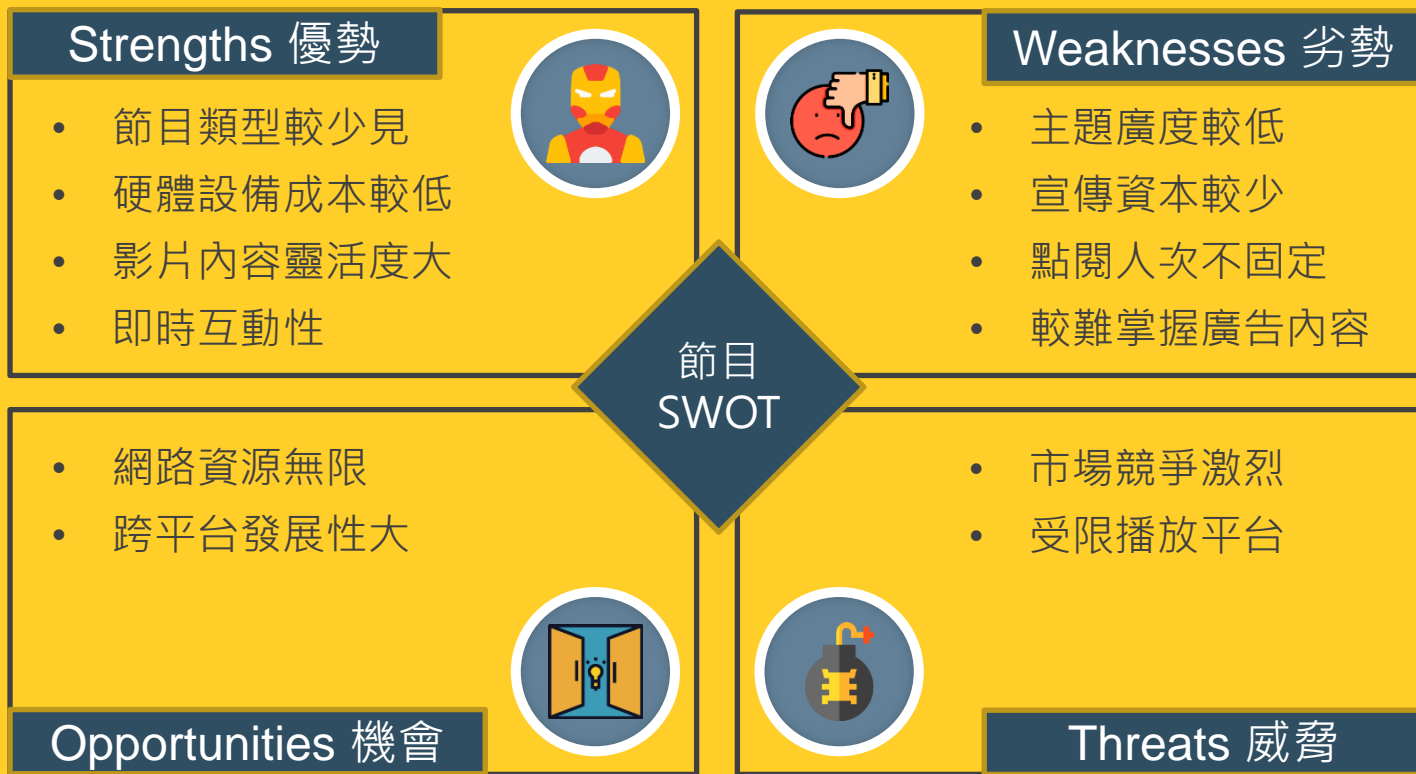 Strengths 優勢
• 節目類型較少見
• 硬體設備成本較低
• 影片內容靈活度大
• 即時互動性
Weaknesses 劣勢
• 主題廣度較低
• 宣傳資本較少
• 點閱人次不固定
• 較難掌握廣告內容
節目
SWOT
• 網路資源無限
• 跨平台發展性大
Opportunities 機會
• 市場競爭激烈
• 受限播放平台
Threats 威脅